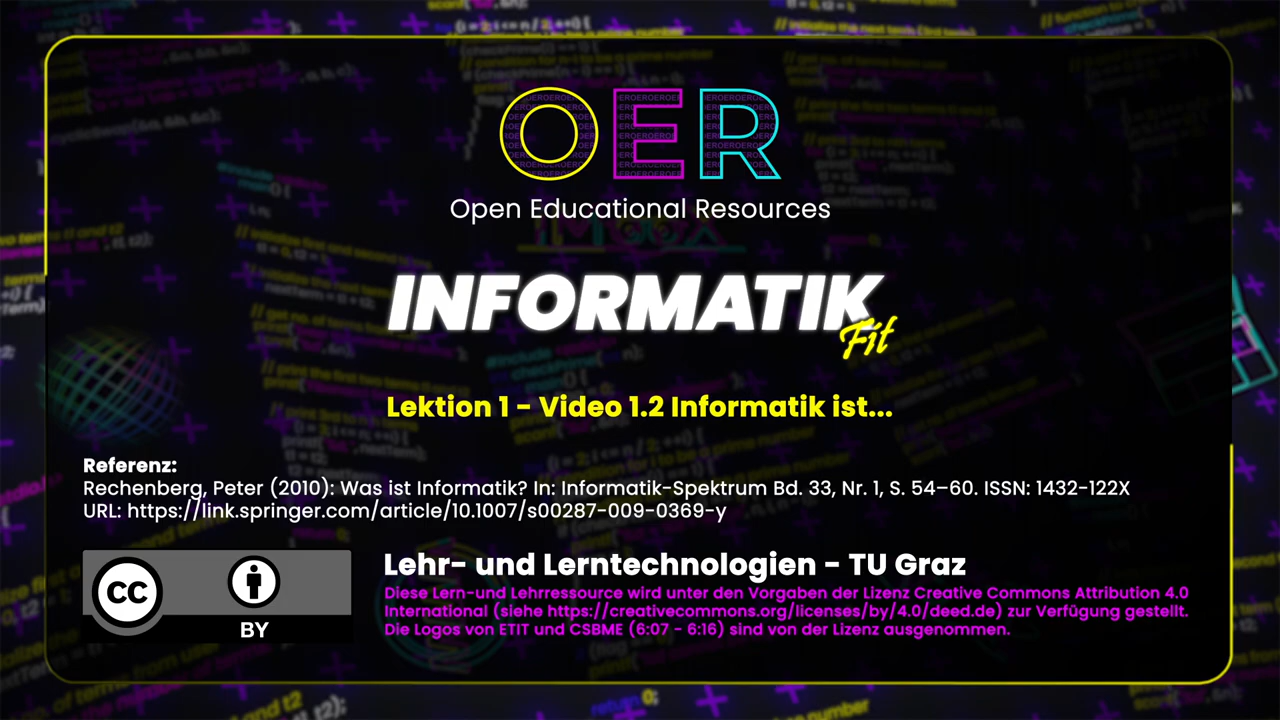 OER
Open Educational Resources
INFORMATIK
Fit
Lektion 1 - Video 1.2 Informatik ist...
Referenz:
Rechenberg, Peter (2010): Was ist Informatik? In: Informatik-Spektrum Bd. 33, Nr. 1, S. 54–60. ISSN: 1432-122X
URL: https://link.springer.com/article/10.1007/s00287-009-0369-y
Lehr- und Lerntechnologien - TU Graz
Diese Lern-und Lehrressource wird unter den Vorgaben der Lizenz Creative Commons Attribution 4.0
International (siehe https://creativecommons.org/licenses/by/4.0/deed.de) zur Verfügung gestellt.
Die Logos von ETIT und CSBME (6:07 - 6:16) sind von der Lizenz ausgenommen.
CC
BY